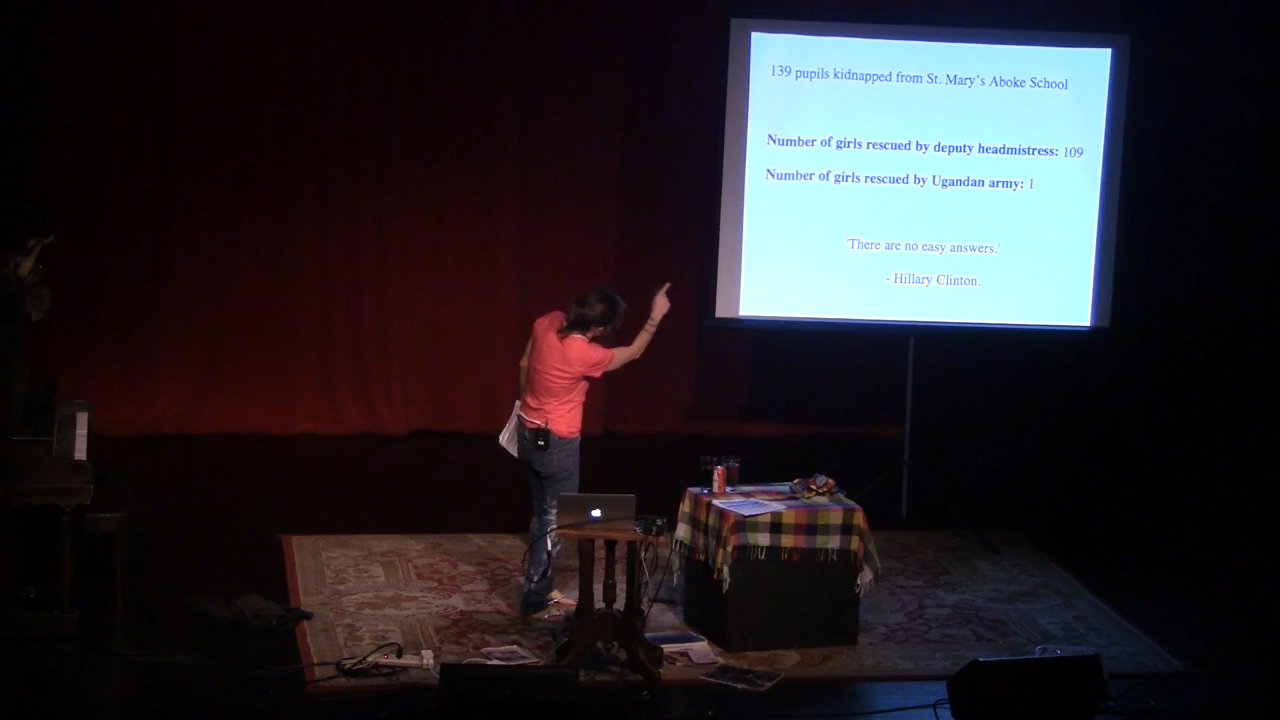 139 pupils kidnapped from St. Mary's Aboke School
Number of girls rescued by deputy headmistress: 109
Number of girls rescued by Ugandan army: 1
'There are no easy answers.'
- Hillary Clinton.